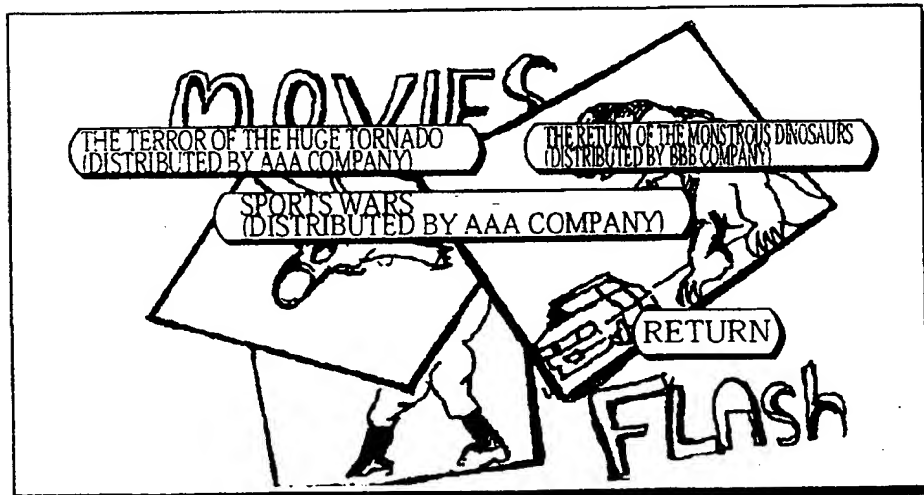 MOVIES
THE TERROR OF THE HUGE TORNADO
(DISTRIBUTED BY AAA COMPANY)
THE RETURN OF THE MONSTROUS DINOSAURS
(DISTRIBUTED BY BBB COMPANY)
SPORTS WARS
(DISTRIBUTED BY AAA COMPANY)
RETURN
FLASh